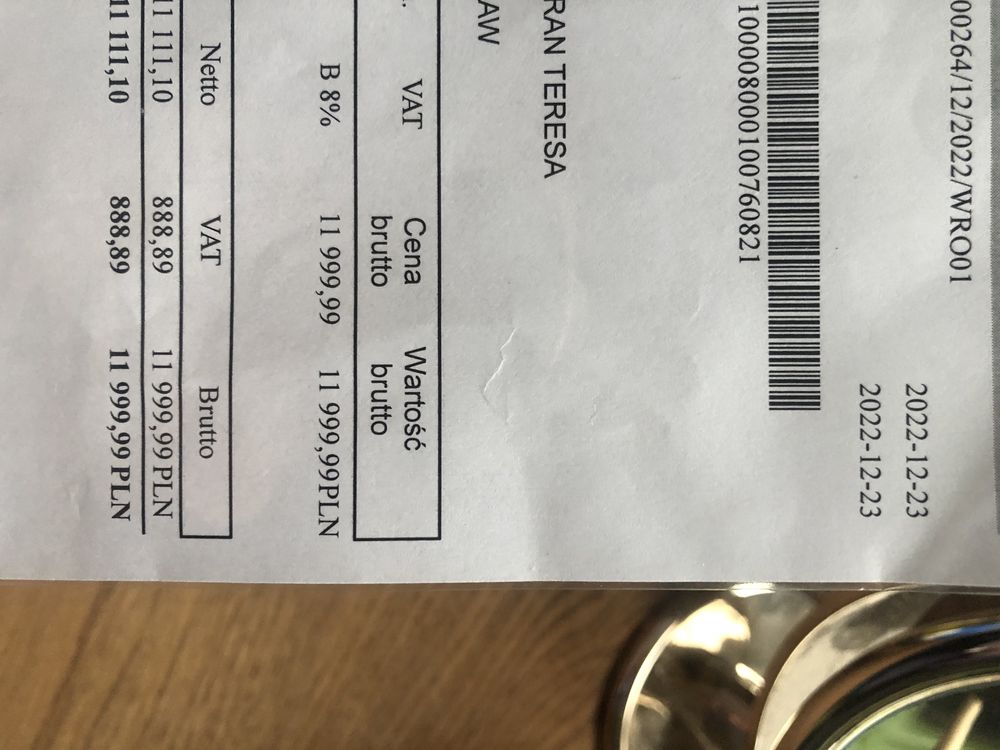 00264/12/2022/WRO01
2022-12-23
2022-12-23
100008000100760821
RAN TERESA
AW
VAT Cena brutto Wartość brutto
B 8% 11 999,99 11 999,99PLN
Netto VAT Brutto
11 111,10 888,89 11 999,99 PLN
11 111,10 888,89 11 999,99 PLN